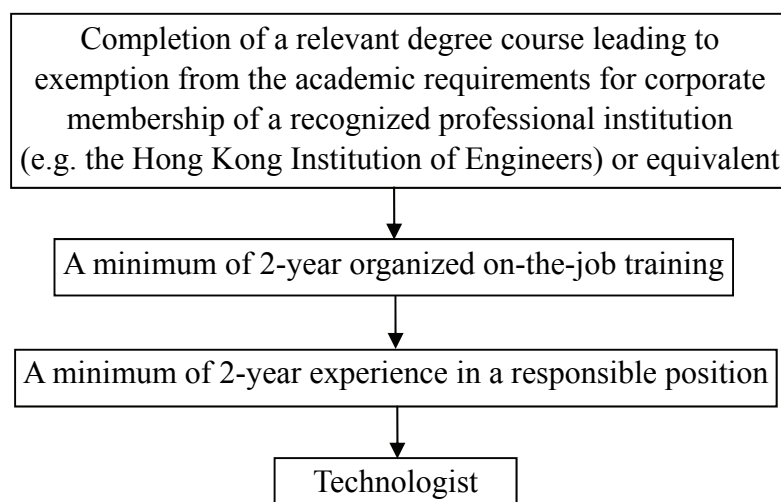 Completion of a relevant degree course leading to
exemption from the academic requirements for corporate
membership of a recognized professional institution
(e.g. the Hong Kong Institution of Engineers) or equivalent
A minimum of 2-year organized on-the-job training
A minimum of 2-year experience in a responsible position
Technologist